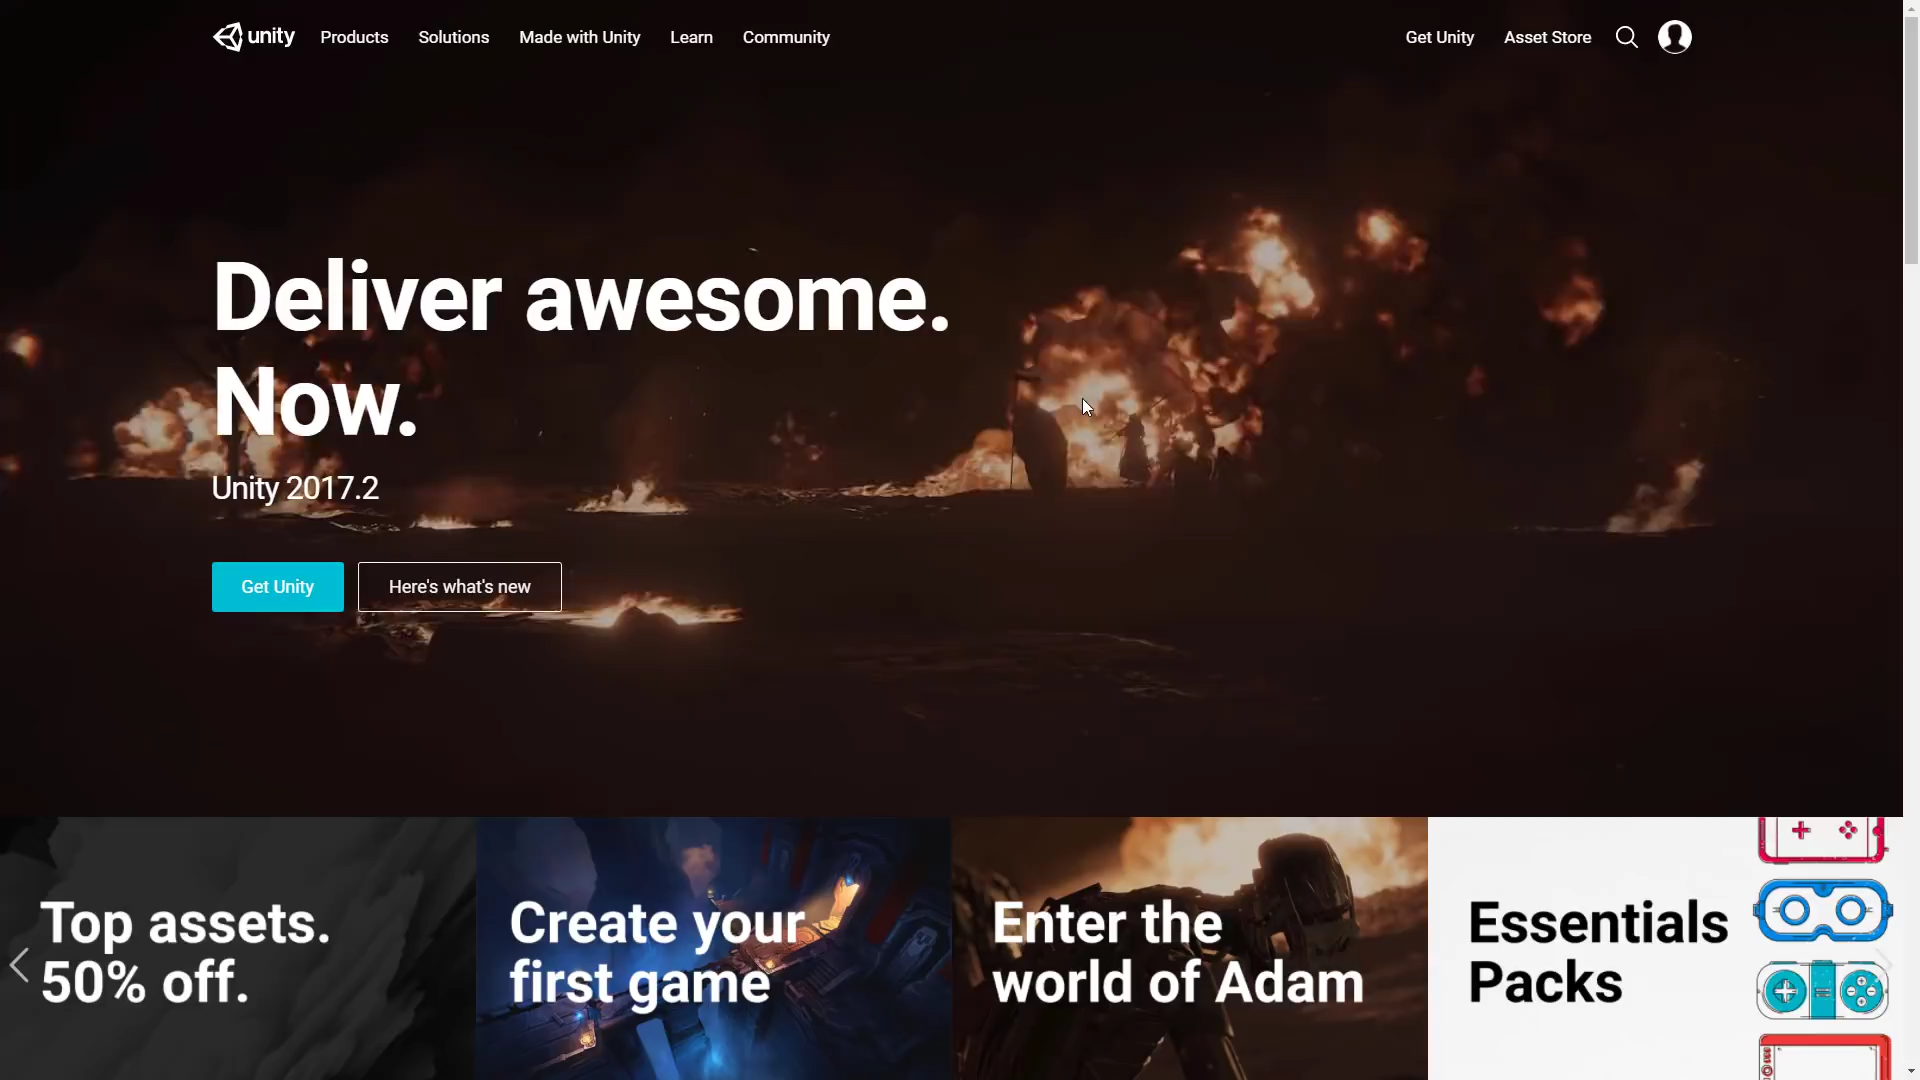 unity
Products
Solutions
Made with Unity
Learn
Community
Get Unity
Asset Store
Deliver awesome.
Now.
Unity 2017.2
Get Unity
Here's what's new
Top assets.
50% off.
Create your
first game
Enter the
world of Adam
Essentials
Packs